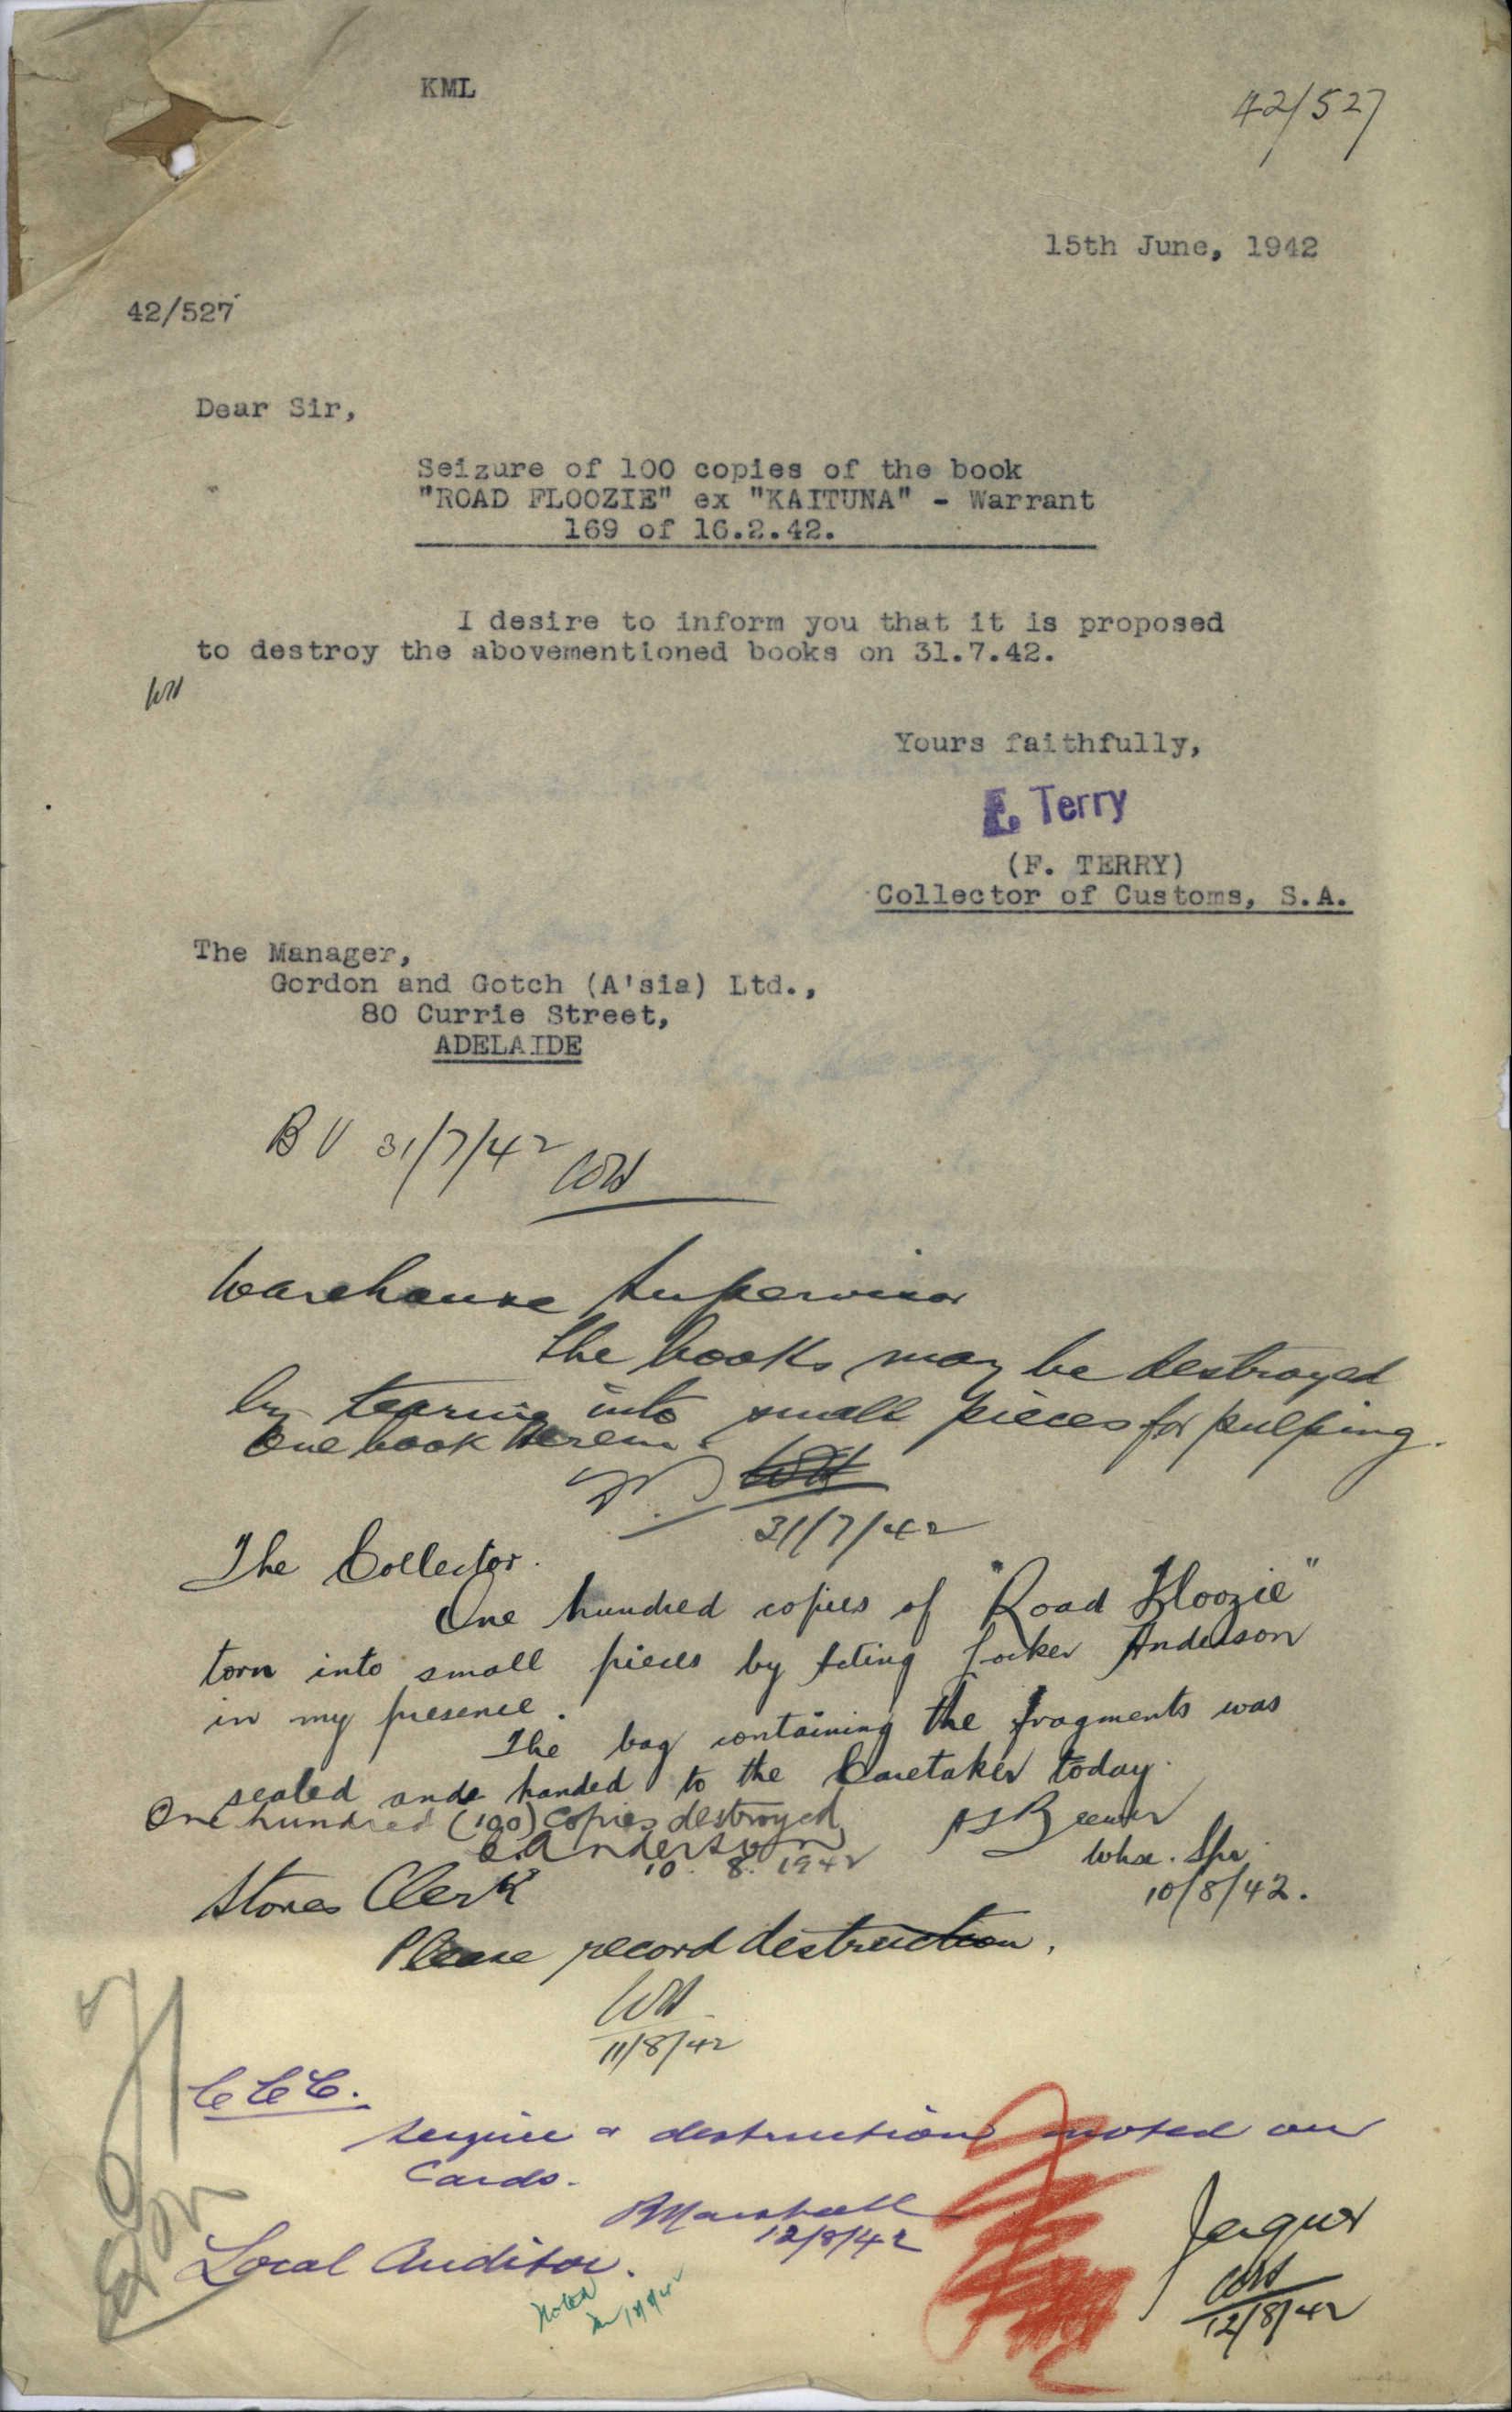 KML
42/527
15th June, 1942
42/527
Dear Sir,
Seizure of 100 copies of the book
"ROAD FLOOZIE" ex "KAITUNA" - Warrant
169 of 16.2.42.
I desire to inform you that it is proposed
to destroy the abovementioned books on 31.7.42.
WH
Yours faithfully,
F. Terry
(F. TERRY)
Collector of Customs, S.A.
The Manager,
Gordon and Gotch (A'sia) Ltd.,
80 Currie Street,
ADELAIDE
B U 31/7/42 WH
Warehouse Supervisor
The books may be destroyed
by tearing into small pieces for pulping.
One book herein.
WH
31/7/42
The Collector.
One hundred copies of "Road Floozie"
torn into small pieces by Acting Locker Anderson
in my presence.
The bag containing the fragments was
sealed and handed to the Caretaker today.
One hundred (100) Copies destroyed
C. Anderson
10. 8. 1942
Whse. Spr.
10/8/42.
Stores Clerk
Please record destruction.
WH
11/8/42
C C C.
Seizure & destruction noted on
Cards.
Marshall
12/8/42
Local Auditor.
Noted
Jerquer
WH
12/8/42